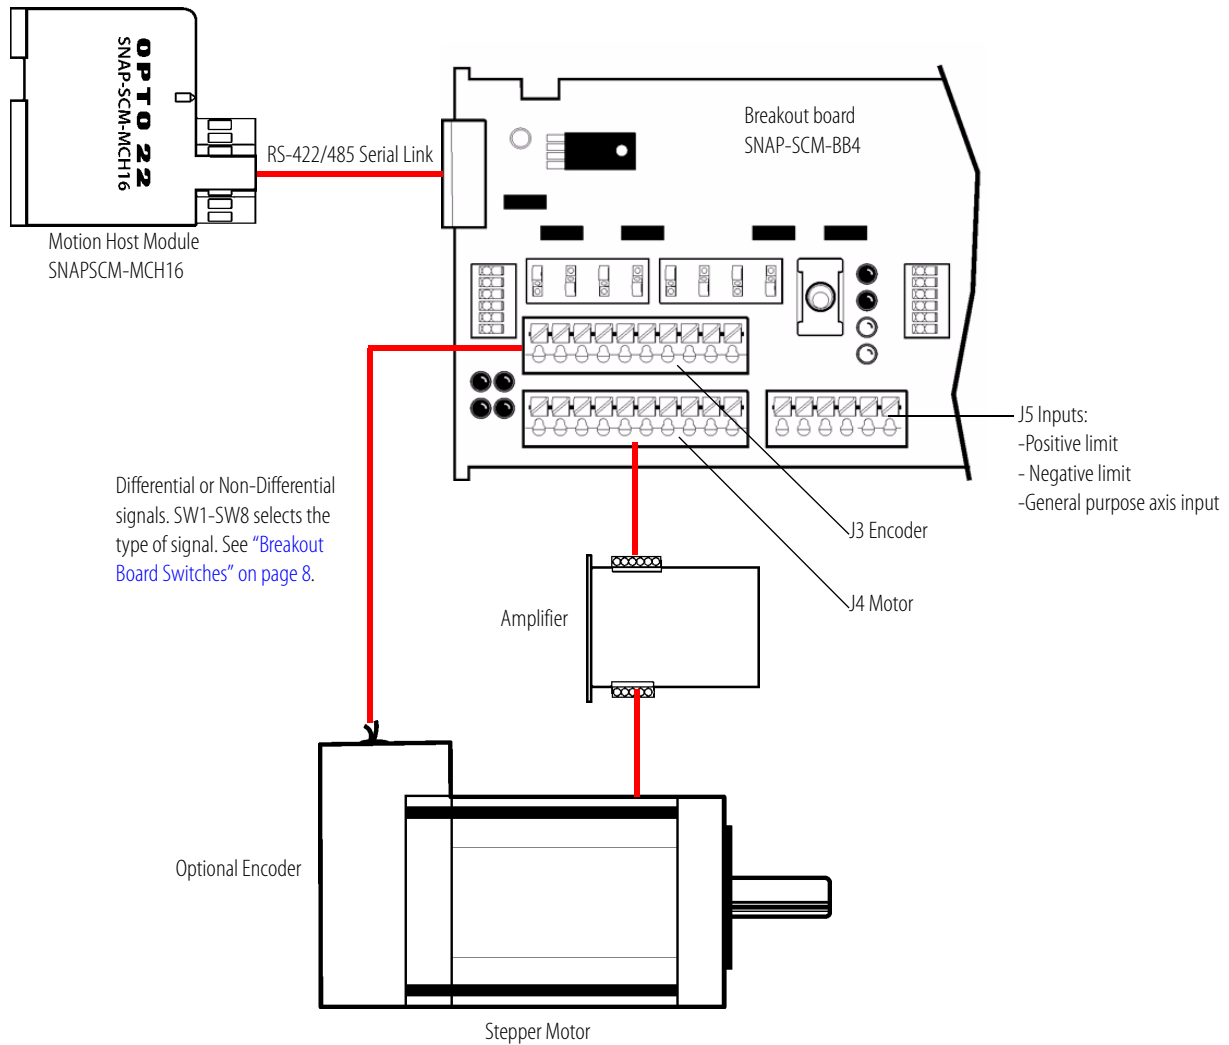 OPTO 22
SNAP-SCM-MCH16
RS-422/485 Serial Link
Motion Host Module
SNAPSCM-MCH16
Breakout board
SNAP-SCM-BB4
J5 Inputs:
-Positive limit
- Negative limit
-General purpose axis input
Differential or Non-Differential
signals. SW1-SW8 selects the
type of signal. See “Breakout
Board Switches” on page 8.
J3 Encoder
J4 Motor
Amplifier
Optional Encoder
Stepper Motor